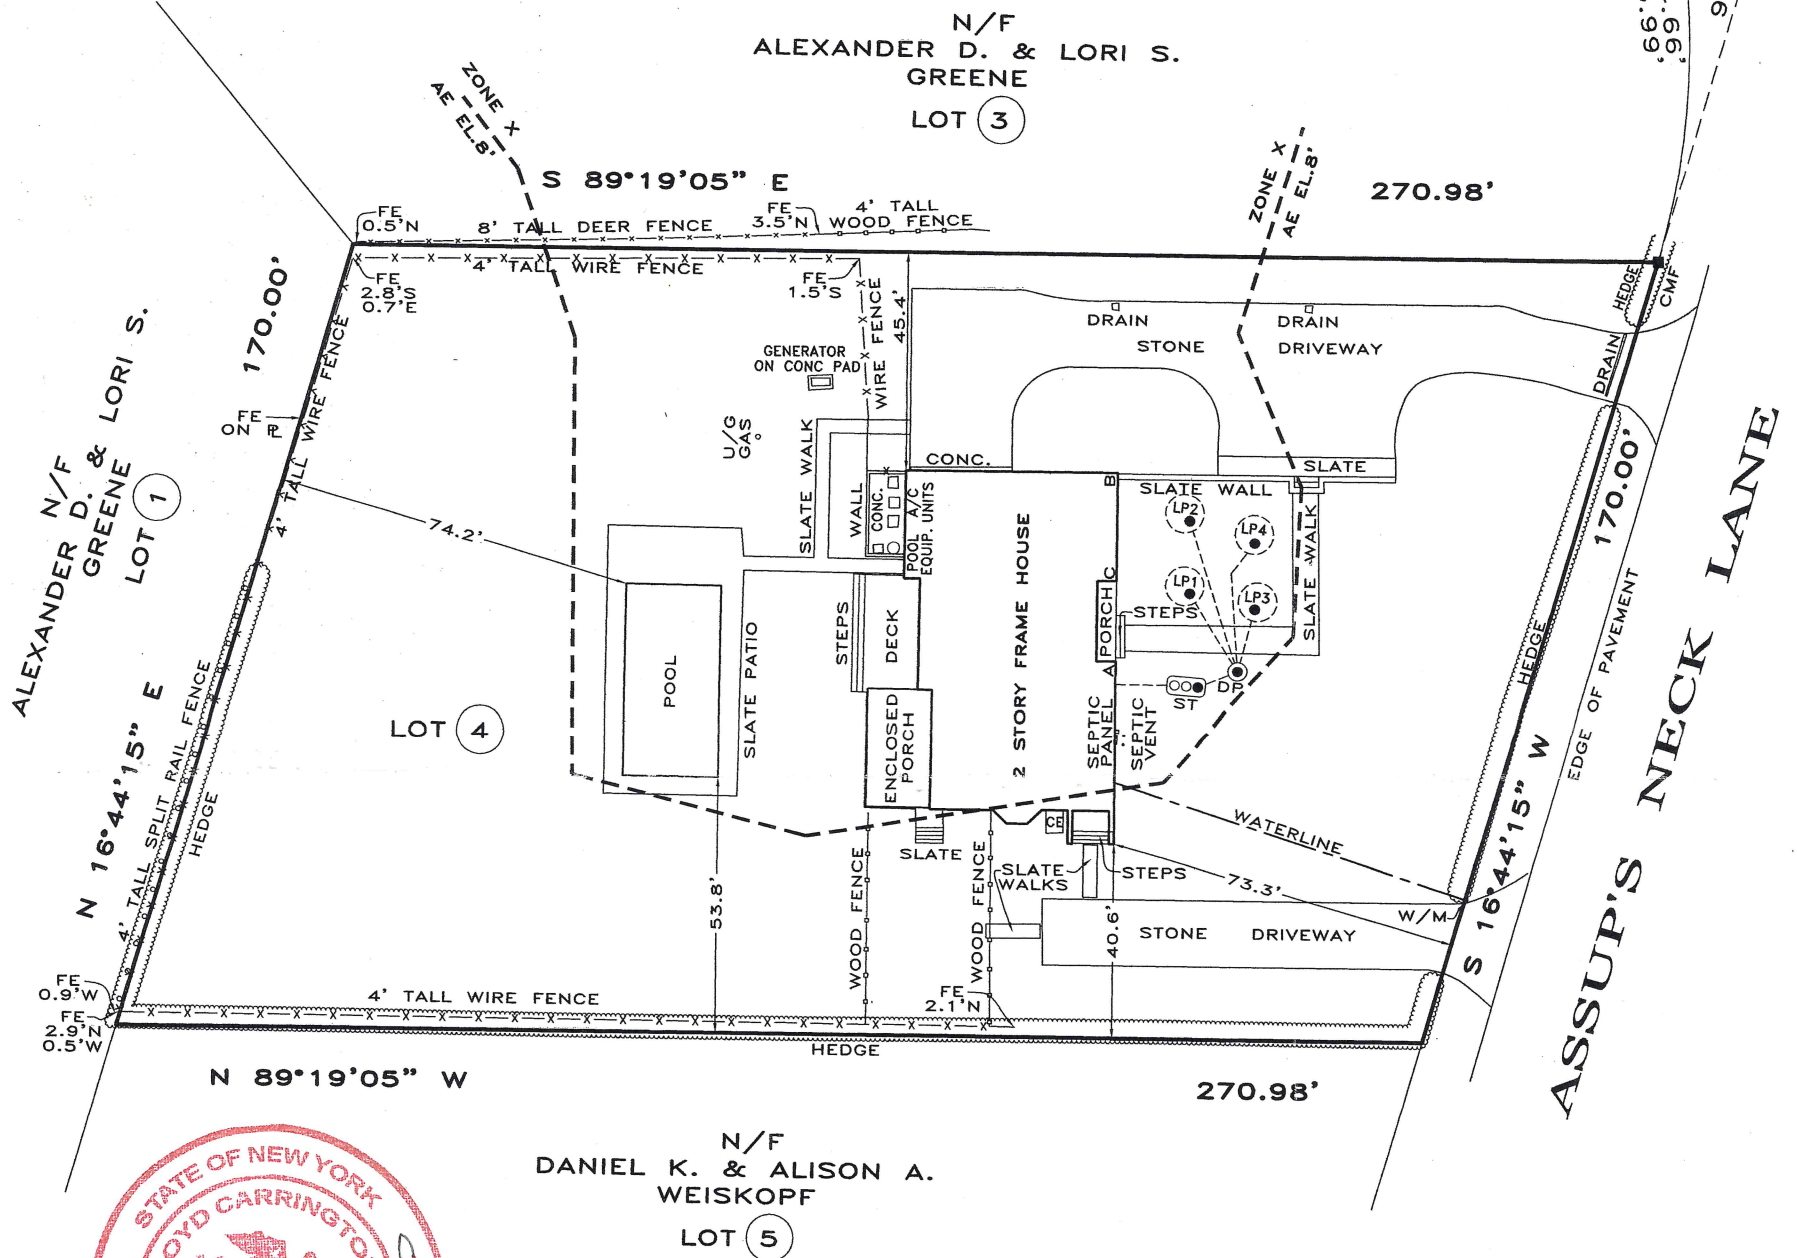 N/F
ALEXANDER D. & LORI S.
GREENE
LOT 3
ZONE X
AE EL.8'
S 89°19'05" E
270.98'
ZONE X
AE EL.8'
FE
0.5'N
8' TALL DEER FENCE
FE
3.5'N
4' TALL
WOOD FENCE
4' TALL WIRE FENCE
FE
2.8'S
0.7'E
FE
1.5'S
WIRE FENCE
45.4'
HEDGE
CMF
DRAIN
DRAIN
STONE DRIVEWAY
DRAIN
170.00'
4' TALL WIRE FENCE
FE
ON PL
GENERATOR
ON CONC PAD
U/G
GAS
SLATE WALK
WALL
CONC.
POOL A/C
EQUIP. UNITS
CONC.
SLATE
SLATE WALL
B
LP2
LP4
LP1
LP3
SLATE WALK
170.00'
N/F
ALEXANDER D. & LORI S.
GREENE
LOT 1
74.2'
2 STORY FRAME HOUSE
C
PORCH
STEPS
A
STEPS
DECK
POOL
SLATE PATIO
ENCLOSED
PORCH
SEPTIC
PANEL
SEPTIC
VENT
ST
DP
HEDGE
EDGE OF PAVEMENT
ASSUP'S NECK LANE
LOT 4
N 16°44'15" E
4' TALL SPLIT RAIL FENCE
HEDGE
S 16°44'15" W
WATERLINE
CE
SLATE
SLATE
WALKS
STEPS
73.3'
W/M
WOOD FENCE
WOOD FENCE
53.8'
40.6'
STONE DRIVEWAY
FE
0.9'W
FE
2.9'N
0.5'W
4' TALL WIRE FENCE
FE
2.1'N
HEDGE
N 89°19'05" W
270.98'
N/F
DANIEL K. & ALISON A.
WEISKOPF
LOT 5
STATE OF NEW YORK